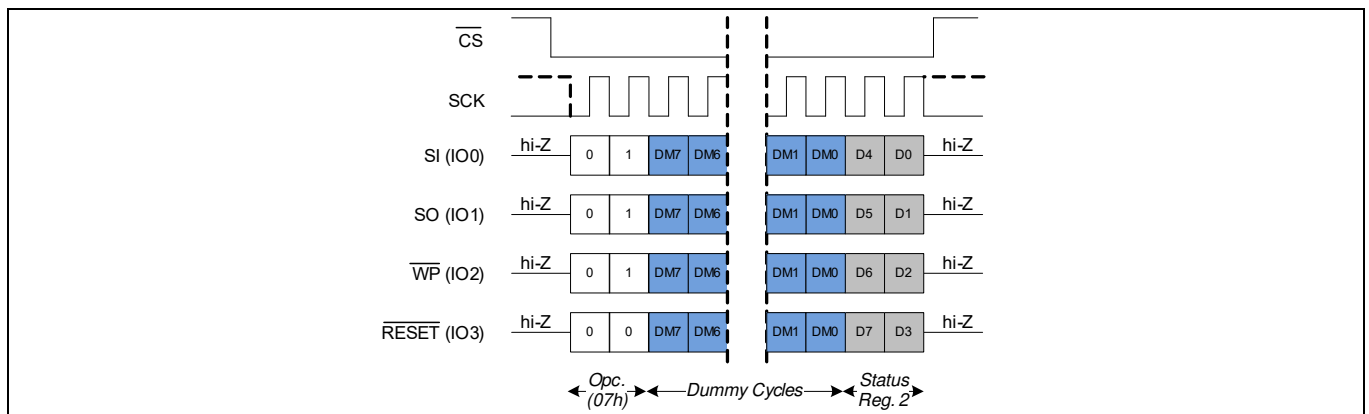 CS
SCK
SI (IO0) hi-Z 0 1 DM7 DM6 DM1 DM0 D4 D0 hi-Z
SO (IO1) hi-Z 0 1 DM7 DM6 DM1 DM0 D5 D1 hi-Z
WP (IO2) hi-Z 0 1 DM7 DM6 DM1 DM0 D6 D2 hi-Z
RESET (IO3) hi-Z 0 0 DM7 DM6 DM1 DM0 D7 D3 hi-Z
Opc. Dummy Cycles Status
(07h) Reg. 2